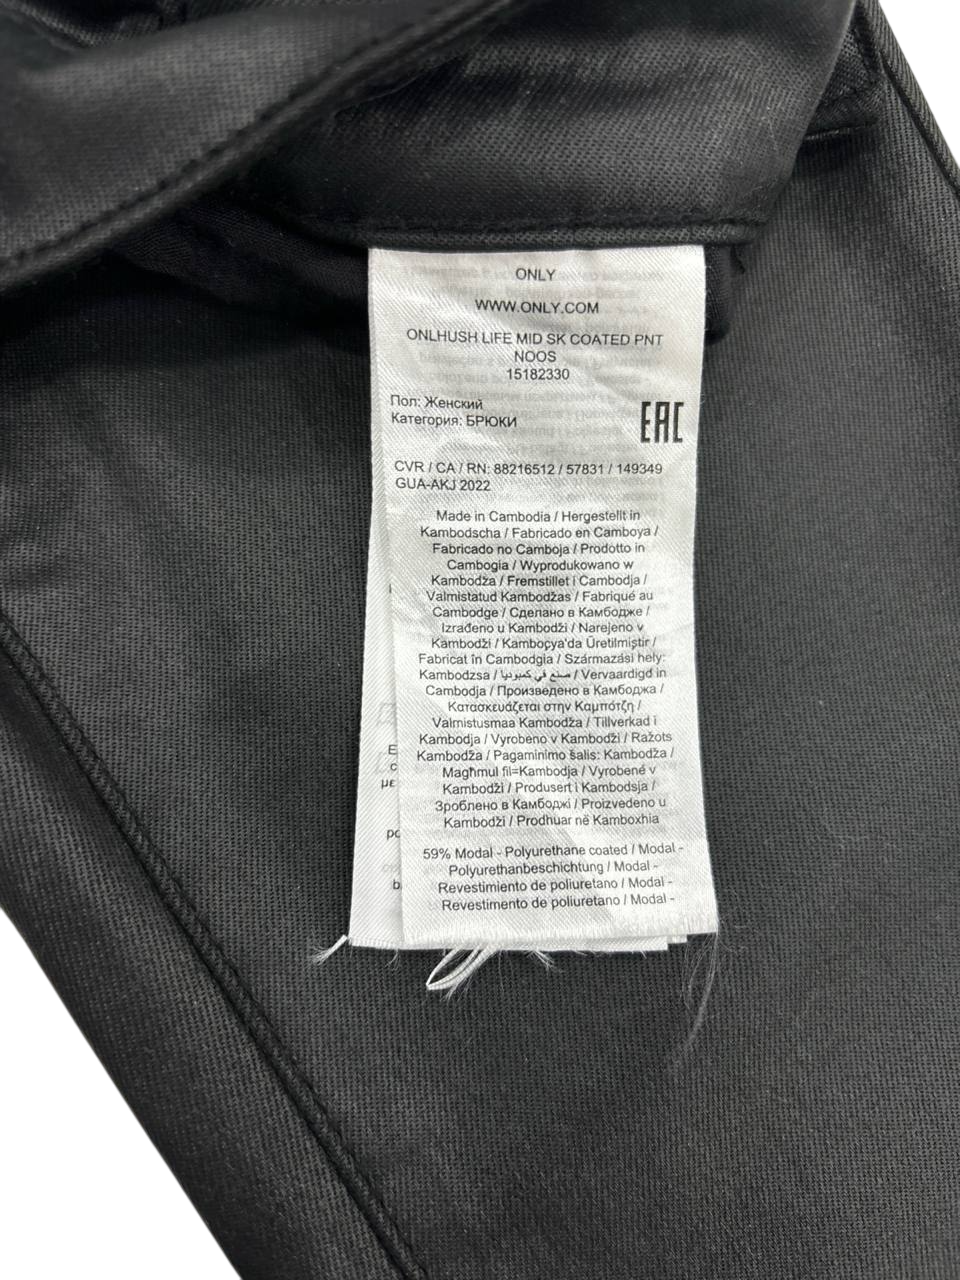 ONLY
WWW.ONLY.COM
ONLHUSH LIFE MID SK COATED PNT
NOOS
15182330
Пол: Женский
Категория: БРЮКИ
EAC
CVR / CA / RN: 88216512 / 57831 / 149349
GUA-AKJ 2022
Made in Cambodia / Hergestellt in
Kambodscha / Fabricado en Camboya /
Fabricado no Camboja / Prodotto in
Cambogia / Wyprodukowano w
Kambodża / Fremstillet i Cambodja /
Valmistatud Kambodžas / Fabriqué au
Cambodge / Сделано в Камбодже /
Izrađeno u Kambodži / Narejeno v
Kambodži / Kamboçya'da Üretilmiştir /
Fabricat în Cambodgia / Származási hely:
Kambodzsa / صنع في كمبوديا / Vervaardigd in
Cambodja / Произведено в Камбоджа /
Κατασκευάζεται στην Καμπότζη /
Valmistusmaa Kambodža / Tillverkad i
Kambodja / Vyrobeno v Kambodži / Ražots
Kambodža / Pagaminimo šalis: Kambodža /
Magħmul fil=Kambodja / Vyrobené v
Kambodži / Produsert i Kambodsja /
Зроблено в Камбоджі / Proizvedeno u
Kambodži / Prodhuar në Kamboxhia
59% Modal - Polyurethane coated / Modal -
Polyurethanbeschichtung / Modal -
Revestimiento de poliuretano / Modal -
Revestimento de poliuretano / Modal -